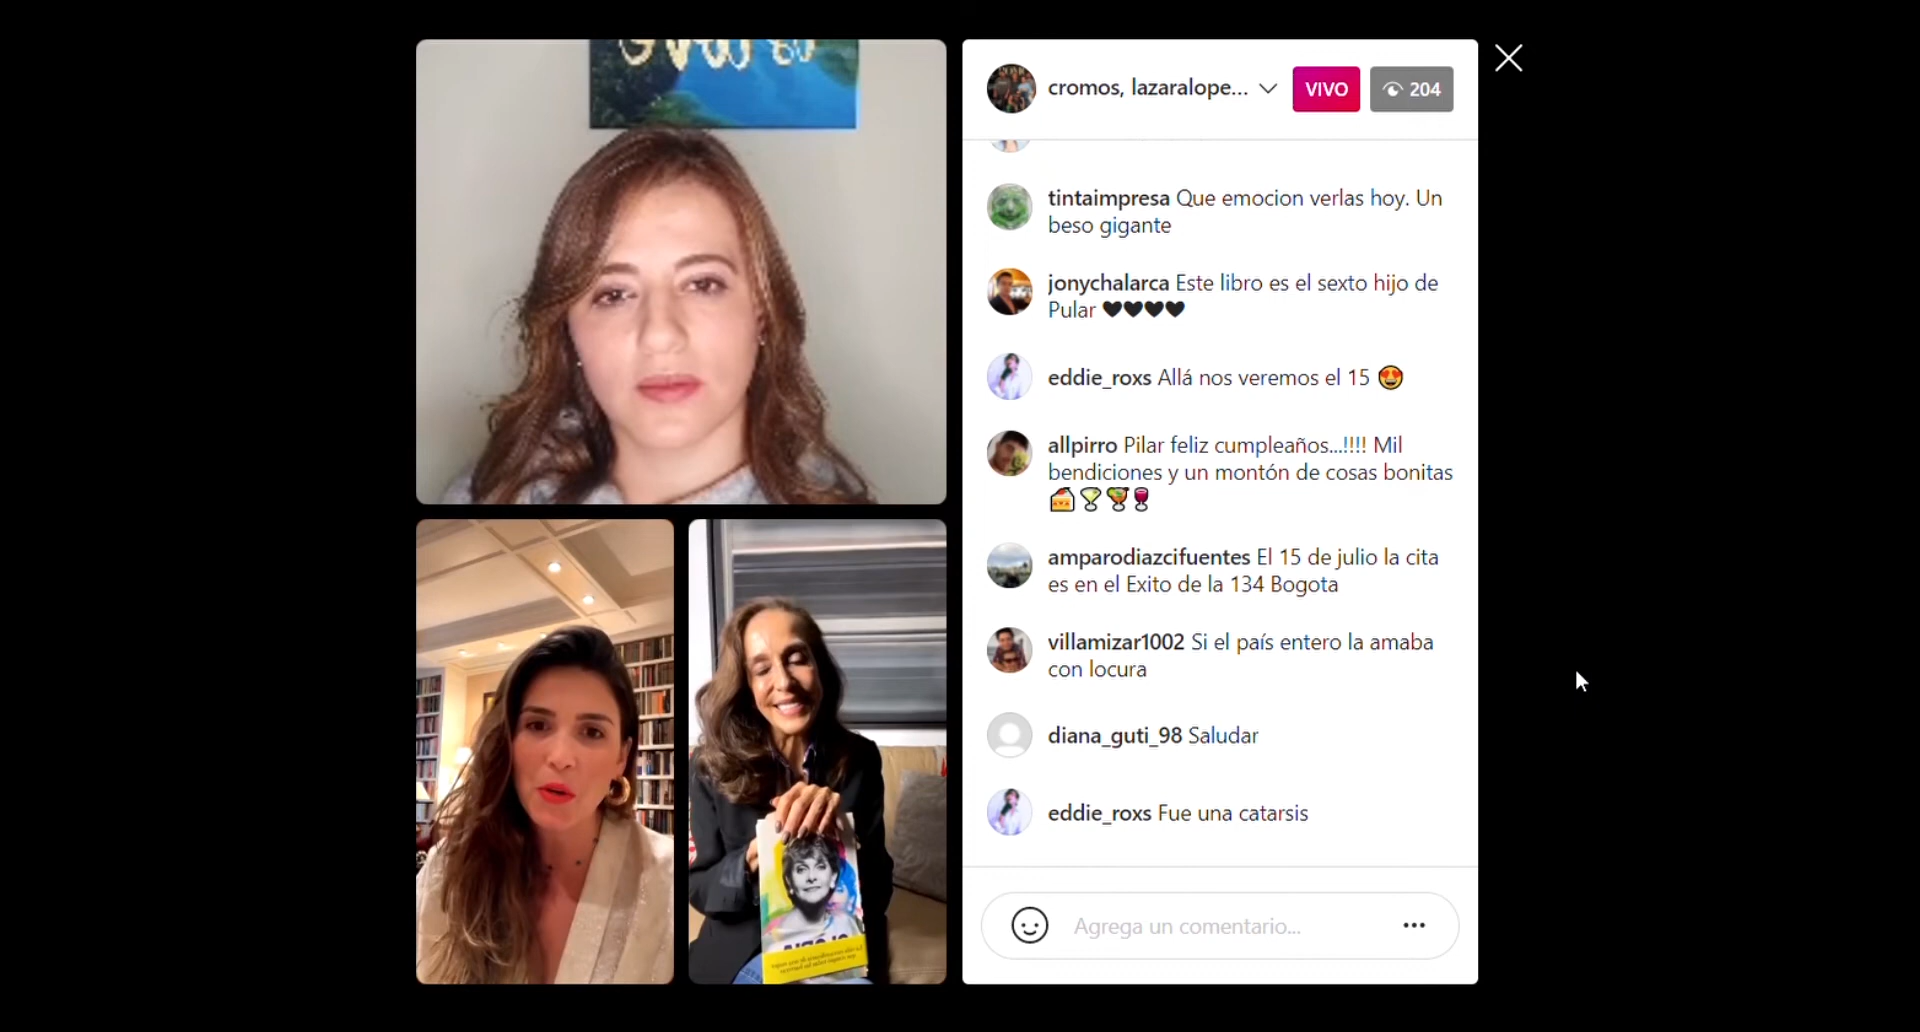 cromos, lazaralope...
VIVO
204
tintaimpresa Que emocion verlas hoy. Un
beso gigante
jonychalarca Este libro es el sexto hijo de
Pular 🖤🖤🖤🖤
eddie_roxs Allá nos veremos el 15 😍
allpirro Pilar feliz cumpleaños...!!!! Mil
bendiciones y un montón de cosas bonitas
🍰🍸🍹🍷
amparodiazcifuentes El 15 de julio la cita
es en el Exito de la 134 Bogota
villamizar1002 Si el país entero la amaba
con locura
diana_guti_98 Saludar
eddie_roxs Fue una catarsis
Agrega un comentario...